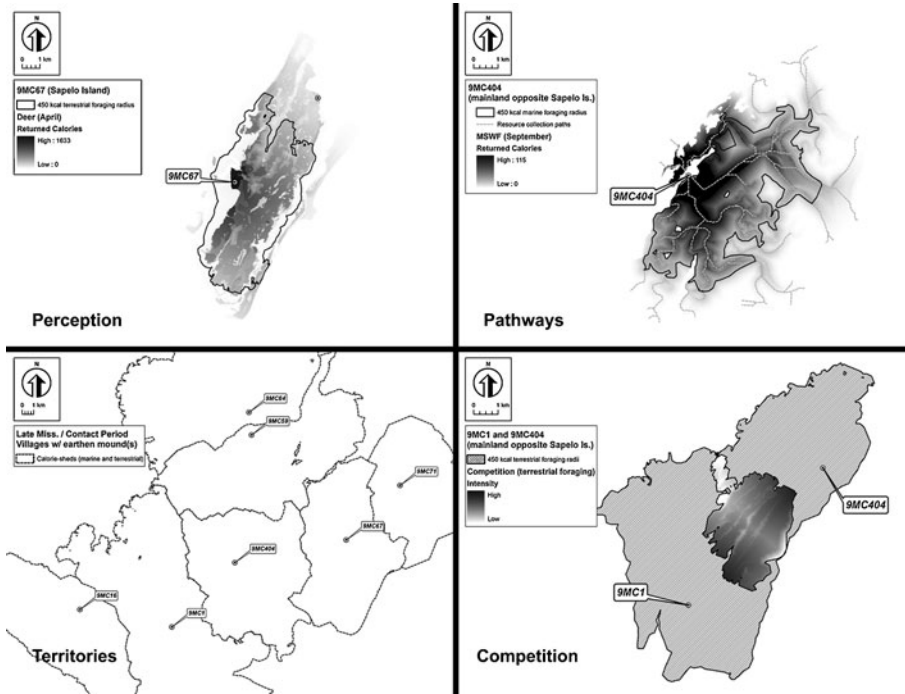 N
0 1 km
9MC67 (Sapelo Island)
450 kcal terrestrial foraging radius
Deer (April)
Returned Calories
High : 1633
Low : 0
9MC67
Perception
N
0 1 km
9MC404
(mainland opposite Sapelo Is.)
450 kcal marine foraging radius
Resource collection paths
MSWF (September)
Returned Calories
High : 115
Low : 0
9MC404
Pathways
N
0 1 km
Late Miss. / Contact Period
Villages w/ earthen mound(s)
Calorie-sheds (marine and terrestrial)
9MC64
9MC59
9MC71
9MC67
9MC404
9MC16
9MC1
Territories
N
0 1 km
9MC1 and 9MC404
(mainland opposite Sapelo Is.)
450 kcal terrestrial foraging radii
Competition (terrestrial foraging)
Intensity
High
Low
9MC404
9MC1
Competition